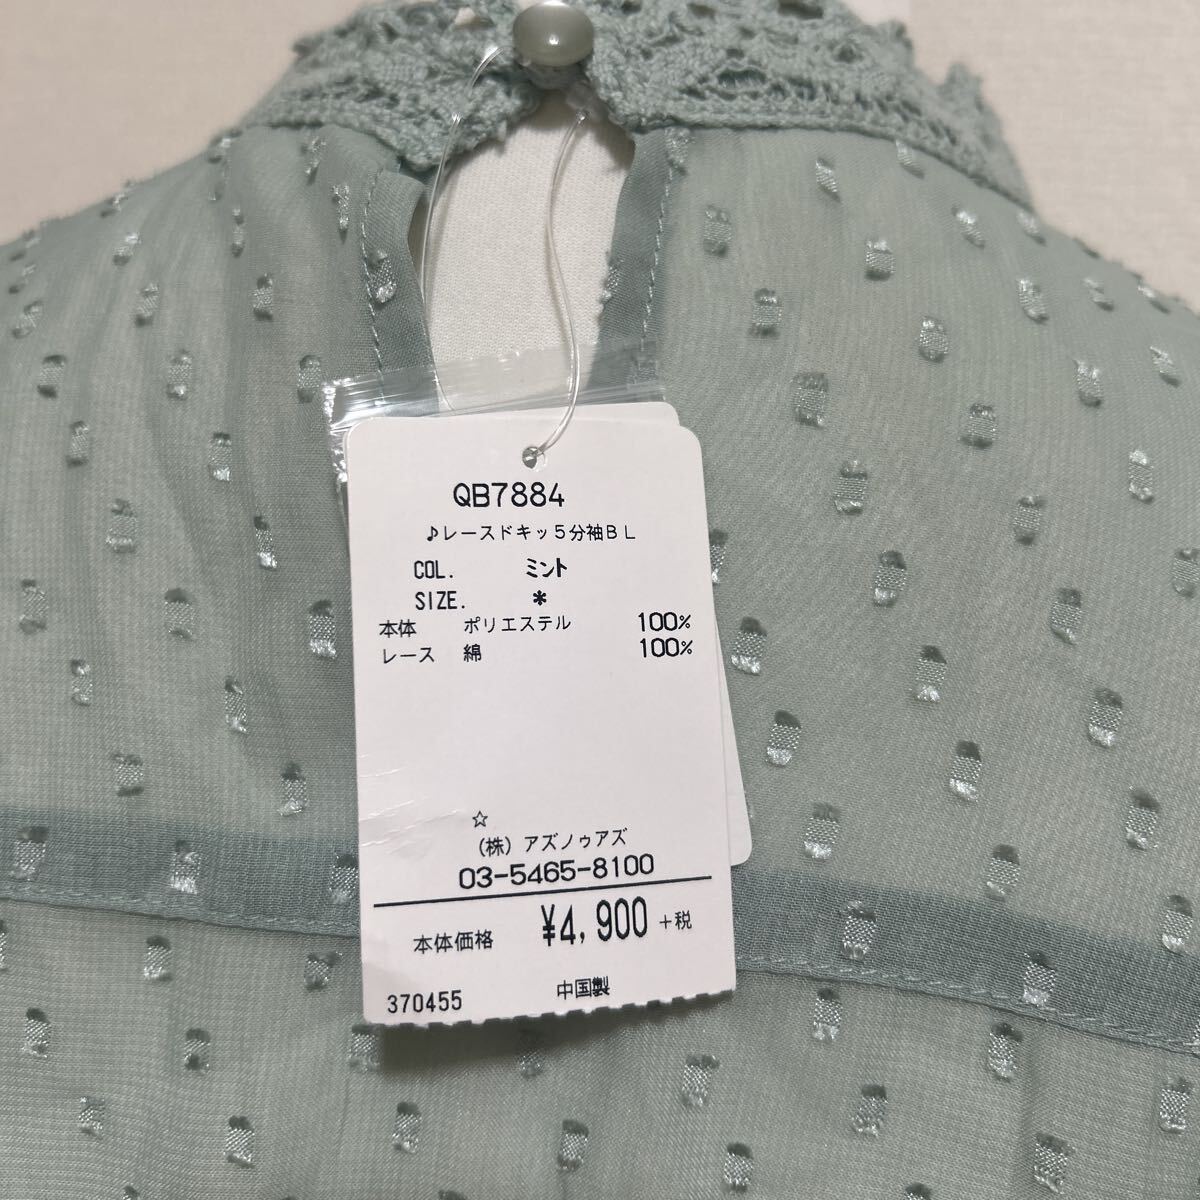 QB7884
♪レースドキッ5分袖BL
COL. ミント
SIZE. *
本体 ポリエステル 100%
レース 綿 100%
☆
(株) アズノゥアズ
03-5465-8100
本体価格 ¥4,900 +税
370455 中国製